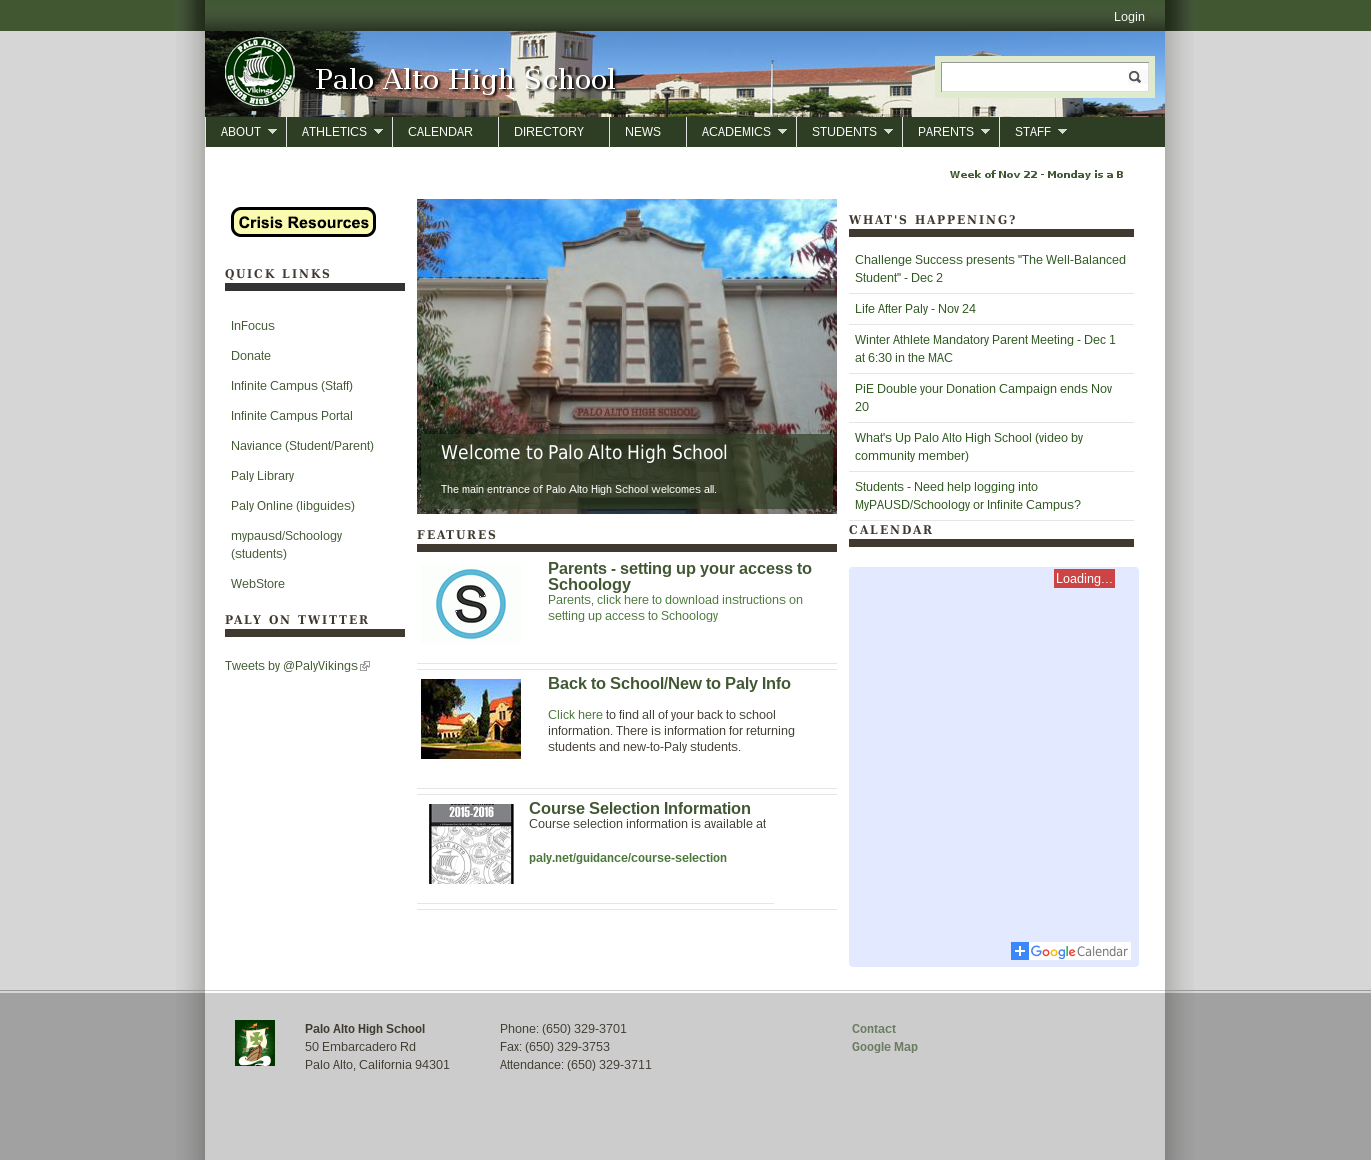 Login
PALO ALTO
Vikings
SENIOR HIGH SCHOOL
Palo Alto High School
ABOUT
ATHLETICS
CALENDAR
DIRECTORY
NEWS
ACADEMICS
STUDENTS
PARENTS
STAFF
Week of Nov 22 - Monday is a B
Crisis Resources
QUICK LINKS
InFocus
Donate
Infinite Campus (Staff)
Infinite Campus Portal
Naviance (Student/Parent)
Paly Library
Paly Online (libguides)
mypausd/Schoology
(students)
WebStore
PALY ON TWITTER
Tweets by @PalyVikings
PALO ALTO HIGH SCHOOL
Welcome to Palo Alto High School
The main entrance of Palo Alto High School welcomes all.
FEATURES
S
Parents - setting up your access to
Schoology
Parents, click here to download instructions on
setting up access to Schoology
Back to School/New to Paly Info
Click here to find all of your back to school
information. There is information for returning
students and new-to-Paly students.
2015-2016
Course Selection Information
Course selection information is available at
paly.net/guidance/course-selection
WHAT'S HAPPENING?
Challenge Success presents "The Well-Balanced
Student" - Dec 2
Life After Paly - Nov 24
Winter Athlete Mandatory Parent Meeting - Dec 1
at 6:30 in the MAC
PiE Double your Donation Campaign ends Nov
20
What's Up Palo Alto High School (video by
community member)
Students - Need help logging into
MyPAUSD/Schoology or Infinite Campus?
CALENDAR
Loading...
Google Calendar
Palo Alto High School
50 Embarcadero Rd
Palo Alto, California 94301
Phone: (650) 329-3701
Fax: (650) 329-3753
Attendance: (650) 329-3711
Contact
Google Map